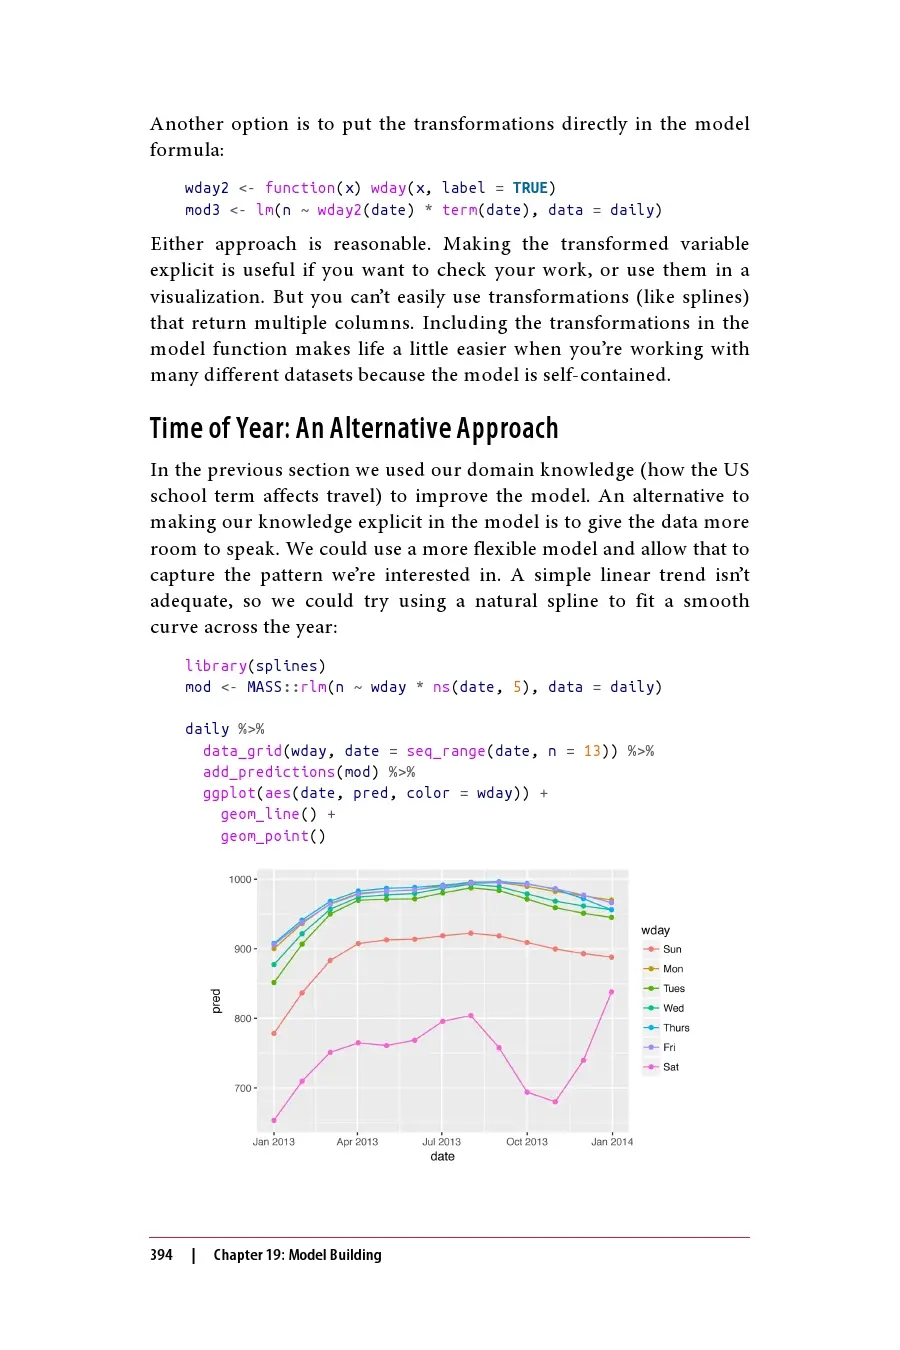 Another option is to put the transformations directly in the model
formula:
wday2 <- function(x) wday(x, label = TRUE)
mod3 <- lm(n ~ wday2(date) * term(date), data = daily)
Either approach is reasonable. Making the transformed variable
explicit is useful if you want to check your work, or use them in a
visualization. But you can’t easily use transformations (like splines)
that return multiple columns. Including the transformations in the
model function makes life a little easier when you’re working with
many different datasets because the model is self-contained.
Time of Year: An Alternative Approach
In the previous section we used our domain knowledge (how the US
school term affects travel) to improve the model. An alternative to
making our knowledge explicit in the model is to give the data more
room to speak. We could use a more flexible model and allow that to
capture the pattern we’re interested in. A simple linear trend isn’t
adequate, so we could try using a natural spline to fit a smooth
curve across the year:
library(splines)
mod <- MASS::rlm(n ~ wday * ns(date, 5), data = daily)
daily %>%
data_grid(wday, date = seq_range(date, n = 13)) %>%
add_predictions(mod) %>%
ggplot(aes(date, pred, color = wday)) +
geom_line() +
geom_point()
1000
900
800
700
pred
Jan 2013 Apr 2013 Jul 2013 Oct 2013 Jan 2014
date
wday
Sun
Mon
Tues
Wed
Thurs
Fri
Sat
394 | Chapter 19: Model Building